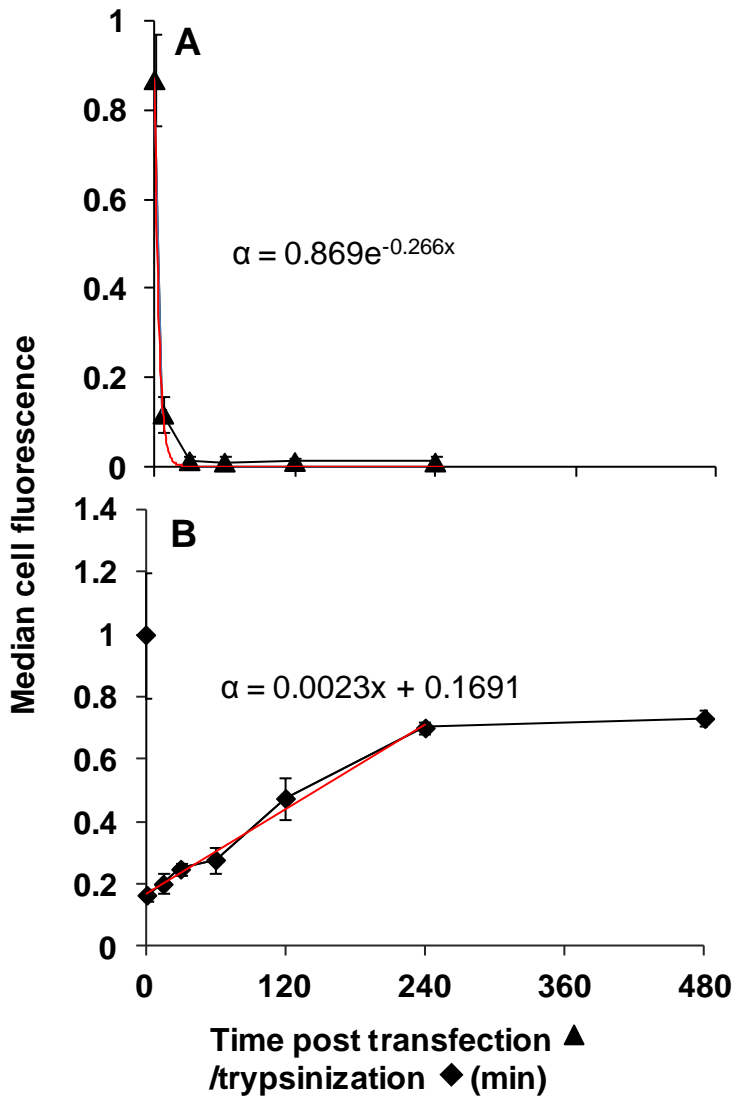 Median cell fluorescence
1
A
0.8
0.6
α = 0.869e^-0.266x
0.4
0.2
0
1.4
B
1.2
1
0.8
α = 0.0023x + 0.1691
0.6
0.4
0.2
0
0 120 240 360 480
Time post transfection ▲
/trypsinization ◆ (min)